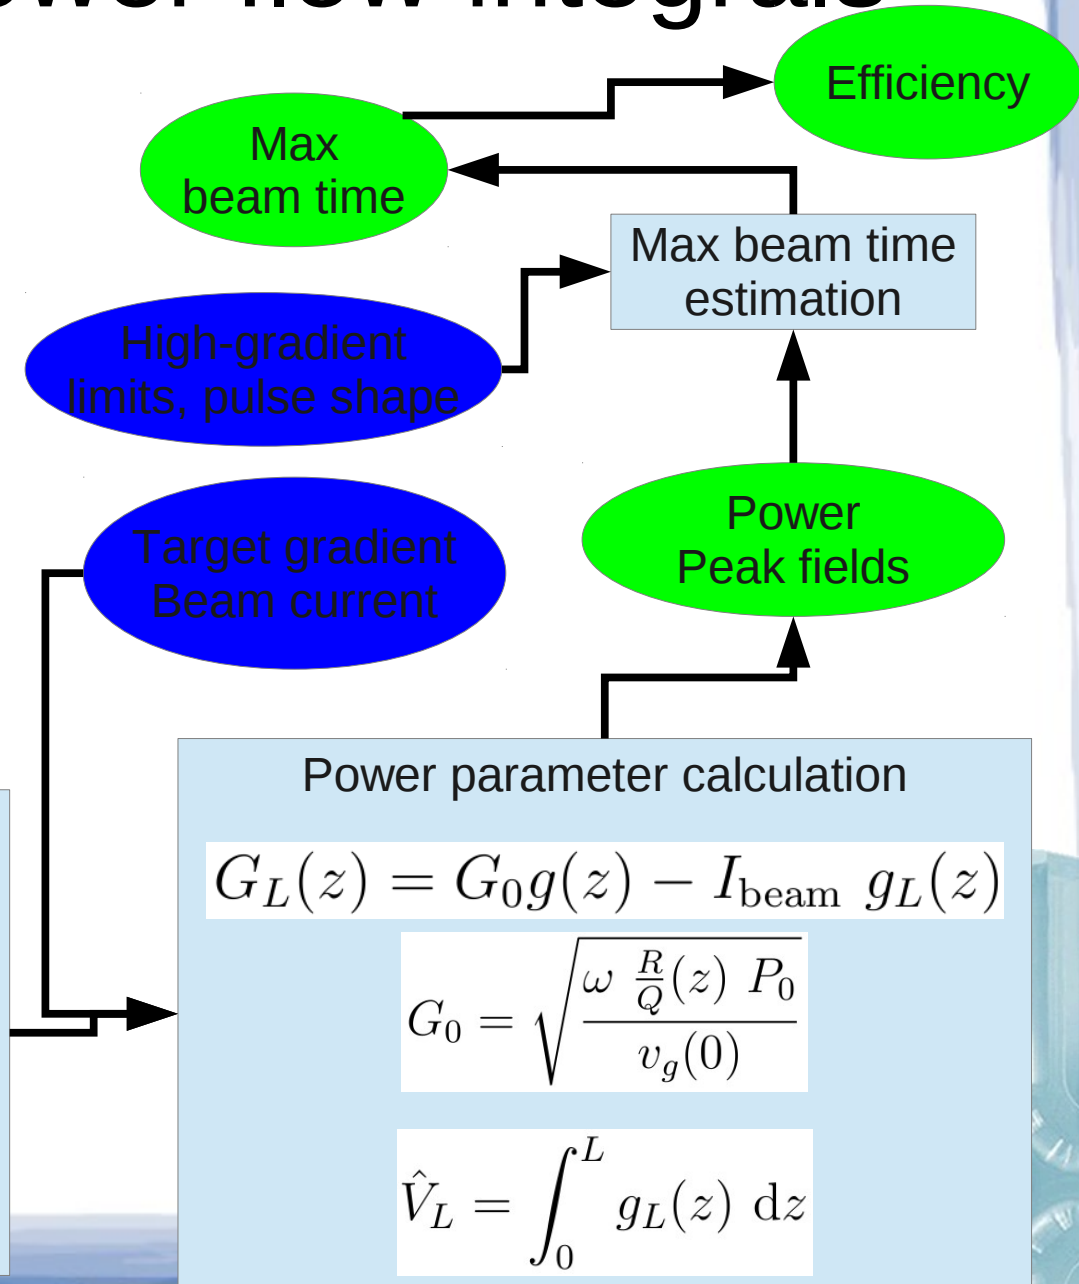 Efficiency
Max
beam time
Max beam time
estimation
High-gradient
limits, pulse shape
Power
Peak fields
Target gradient
Beam current
Power parameter calculation
G_L(z) = G_0 g(z) − I_beam g_L(z)
G_0 = √(ω R/Q(z) P_0 / v_g(0))
V̂_L = ∫_0^L g_L(z) dz